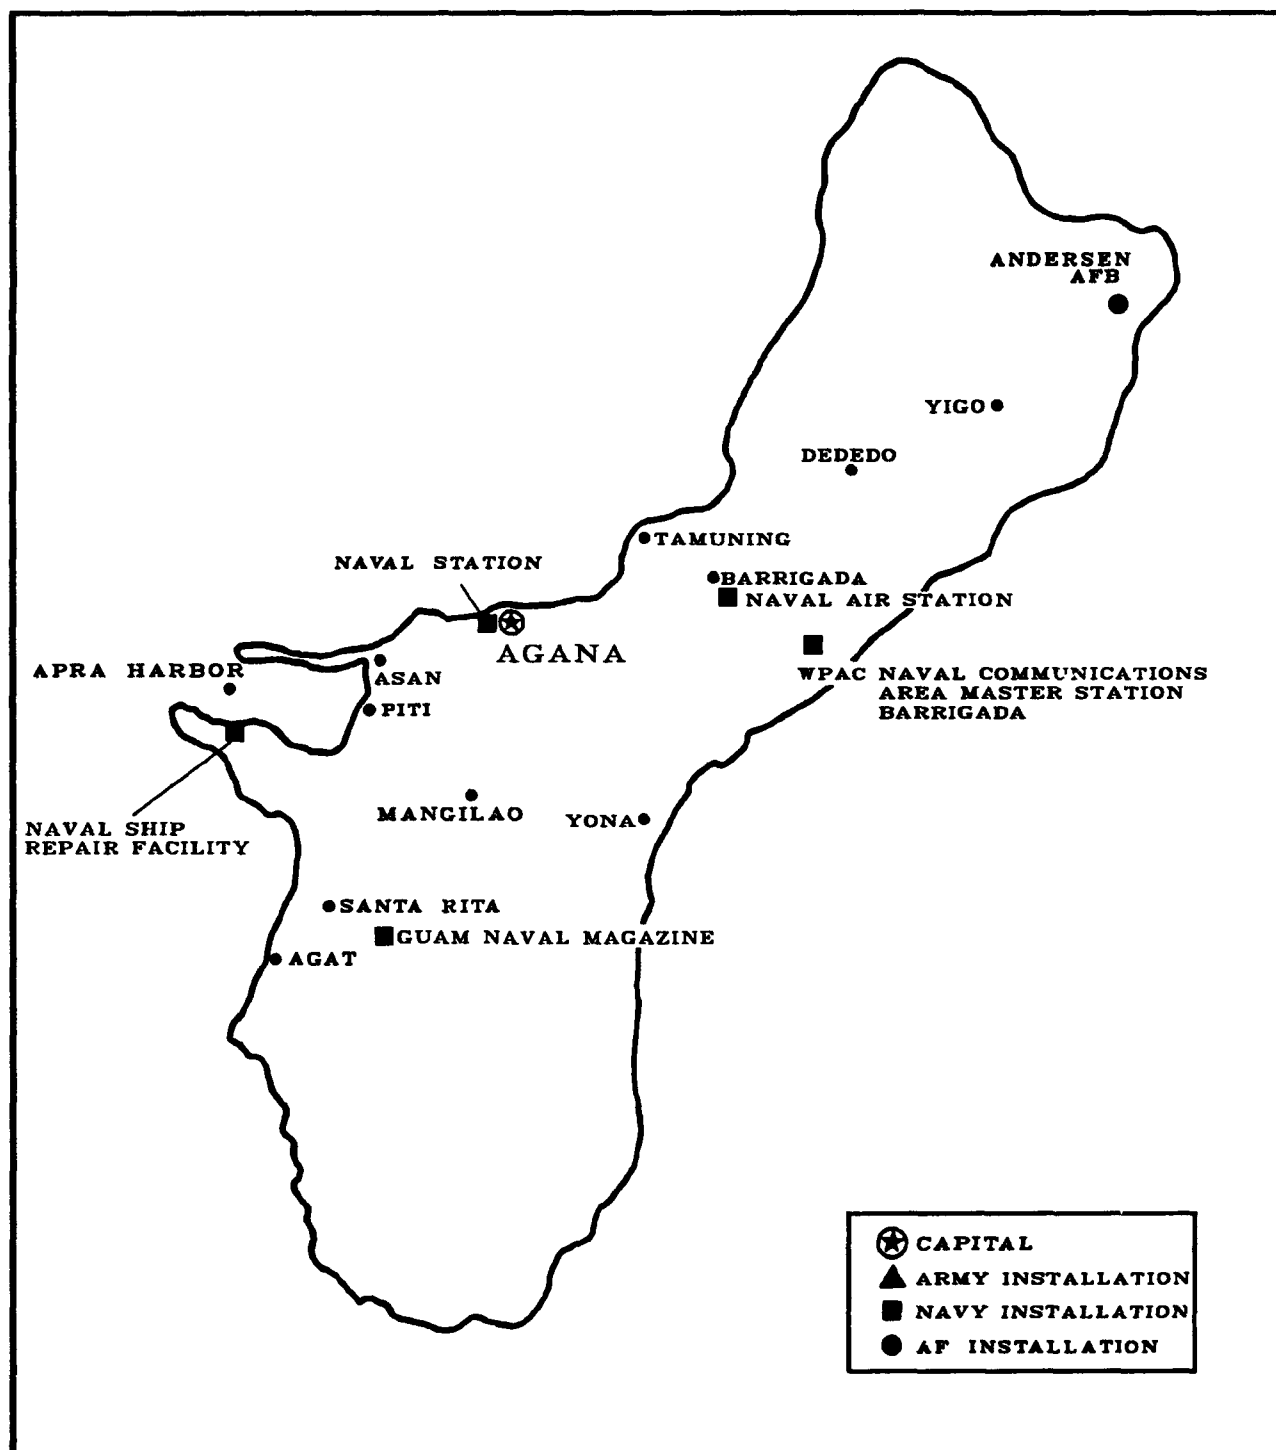 ANDERSEN
AFB
YIGO
DEDEDO
TAMUNING
NAVAL STATION
BARRIGADA
NAVAL AIR STATION
AGANA
APRA HARBOR
ASAN
WPAC NAVAL COMMUNICATIONS
AREA MASTER STATION
BARRIGADA
PITI
MANGILAO
YONA
NAVAL SHIP
REPAIR FACILITY
SANTA RITA
GUAM NAVAL MAGAZINE
AGAT
CAPITAL
ARMY INSTALLATION
NAVY INSTALLATION
AF INSTALLATION